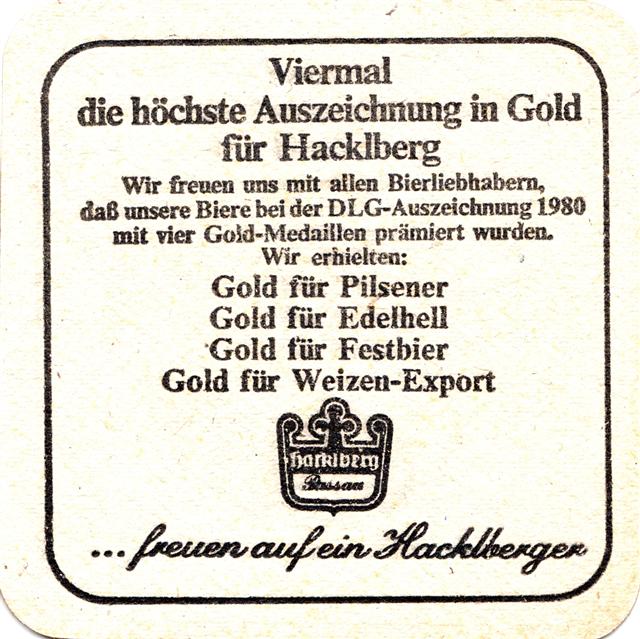 Viermal
die höchste Auszeichnung in Gold
für Hacklberg
Wir freuen uns mit allen Bierliebhabern,
daß unsere Biere bei der DLG-Auszeichnung 1980
mit vier Gold-Medaillen prämiert wurden.
Wir erhielten:
Gold für Pilsener
Gold für Edelhell
Gold für Festbier
Gold für Weizen-Export
Hacklberg
Passau
... freuen auf ein Hacklberger